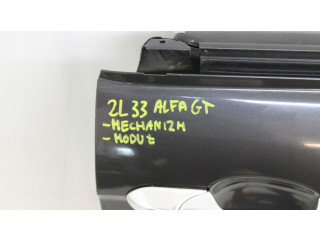 2L33 ALFA GT
- MECHANIZM
- MODUŁ